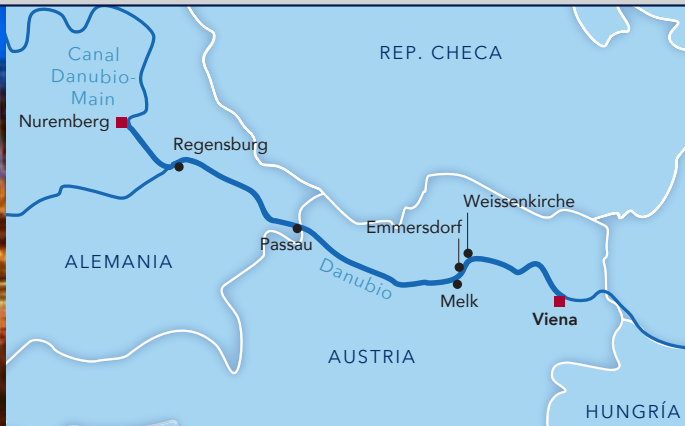 Canal
Danubio-
Main
REP. CHECA
Nuremberg
Regensburg
Weissenkirche
Emmersdorf
Passau
ALEMANIA
Danubio
Melk
Viena
AUSTRIA
HUNGRÍA